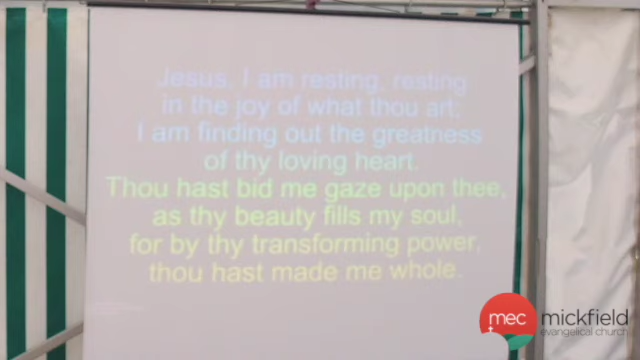 Jesus, I am resting, resting
in the joy of what thou art;
I am finding out the greatness
of thy loving heart.
Thou hast bid me gaze upon thee,
as thy beauty fills my soul,
for by thy transforming power,
thou hast made me whole.
mec mickfield
evangelical church